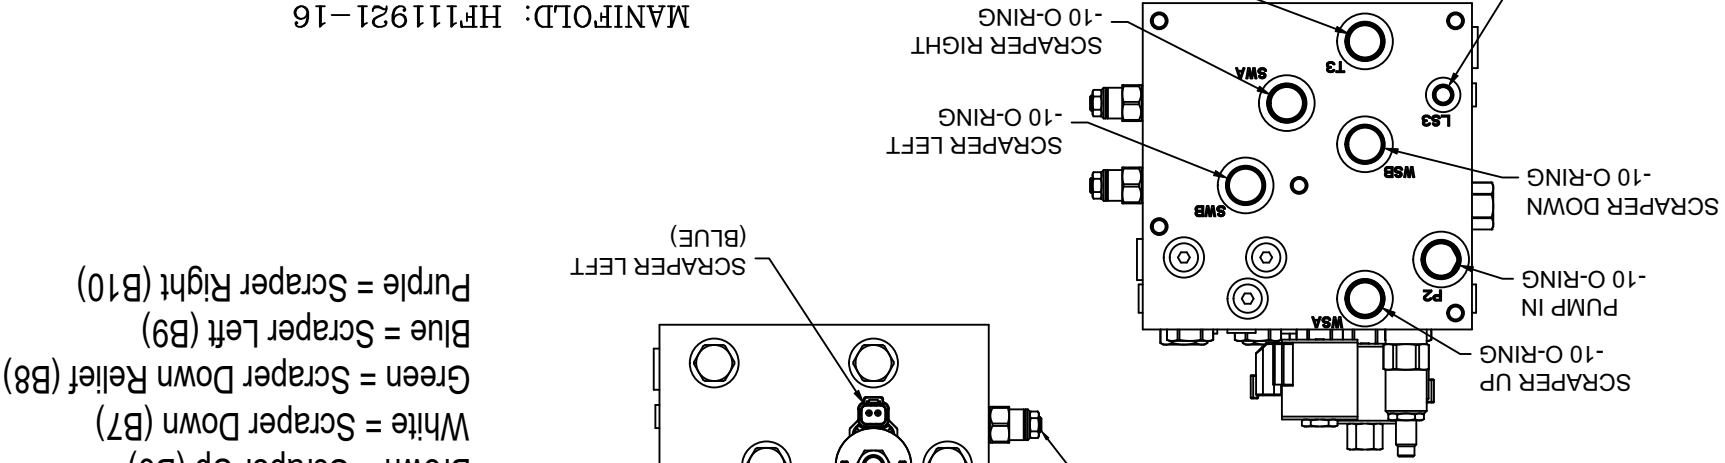 SCRAPER UP
-10 O-RING
PUMP IN
-10 O-RING
SCRAPER DOWN
-10 O-RING
WSA
P2
SWB
WSB
LS3
SWA
T3
SCRAPER LEFT
-10 O-RING
SCRAPER RIGHT
-10 O-RING
SCRAPER LEFT
(BLUE)
Brown = Scraper Up (B6)
White = Scraper Down (B7)
Green = Scraper Down Relief (B8)
Blue = Scraper Left (B9)
Purple = Scraper Right (B10)
MANIFOLD: HF111921-16